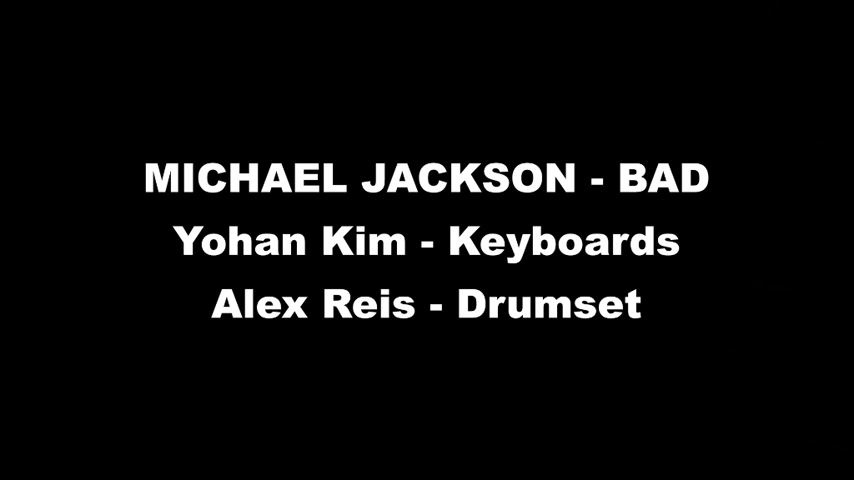 MICHAEL JACKSON - BAD
Yohan Kim - Keyboards
Alex Reis - Drumset